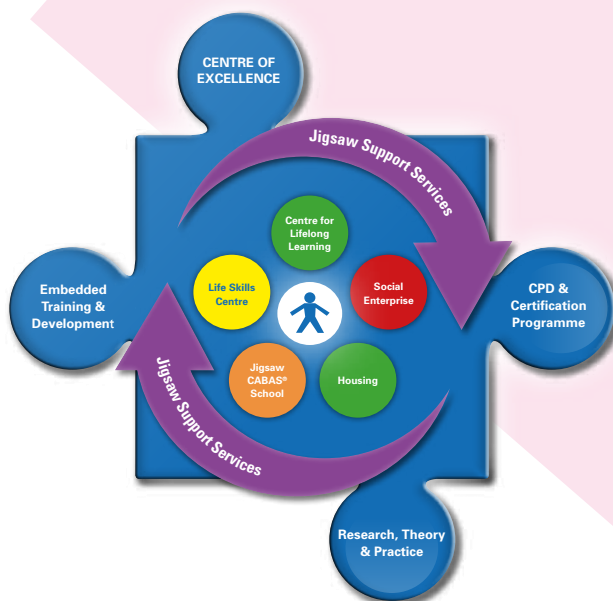 CENTRE OF
EXCELLENCE
Jigsaw Support Services
Centre for
Lifelong
Learning
Life Skills
Centre
Social
Enterprise
Embedded
Training &
Development
CPD &
Certification
Programme
Jigsaw
CABAS®
School
Housing
Jigsaw Support Services
Research, Theory
& Practice